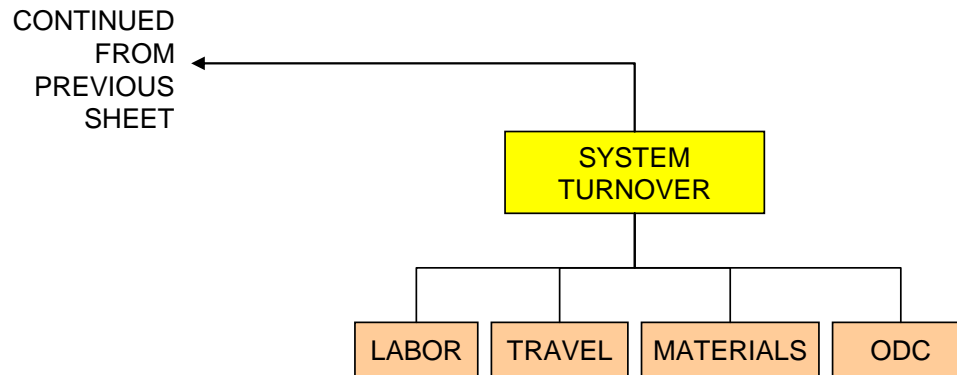 CONTINUED
FROM
PREVIOUS
SHEET
SYSTEM
TURNOVER
LABOR
TRAVEL
MATERIALS
ODC